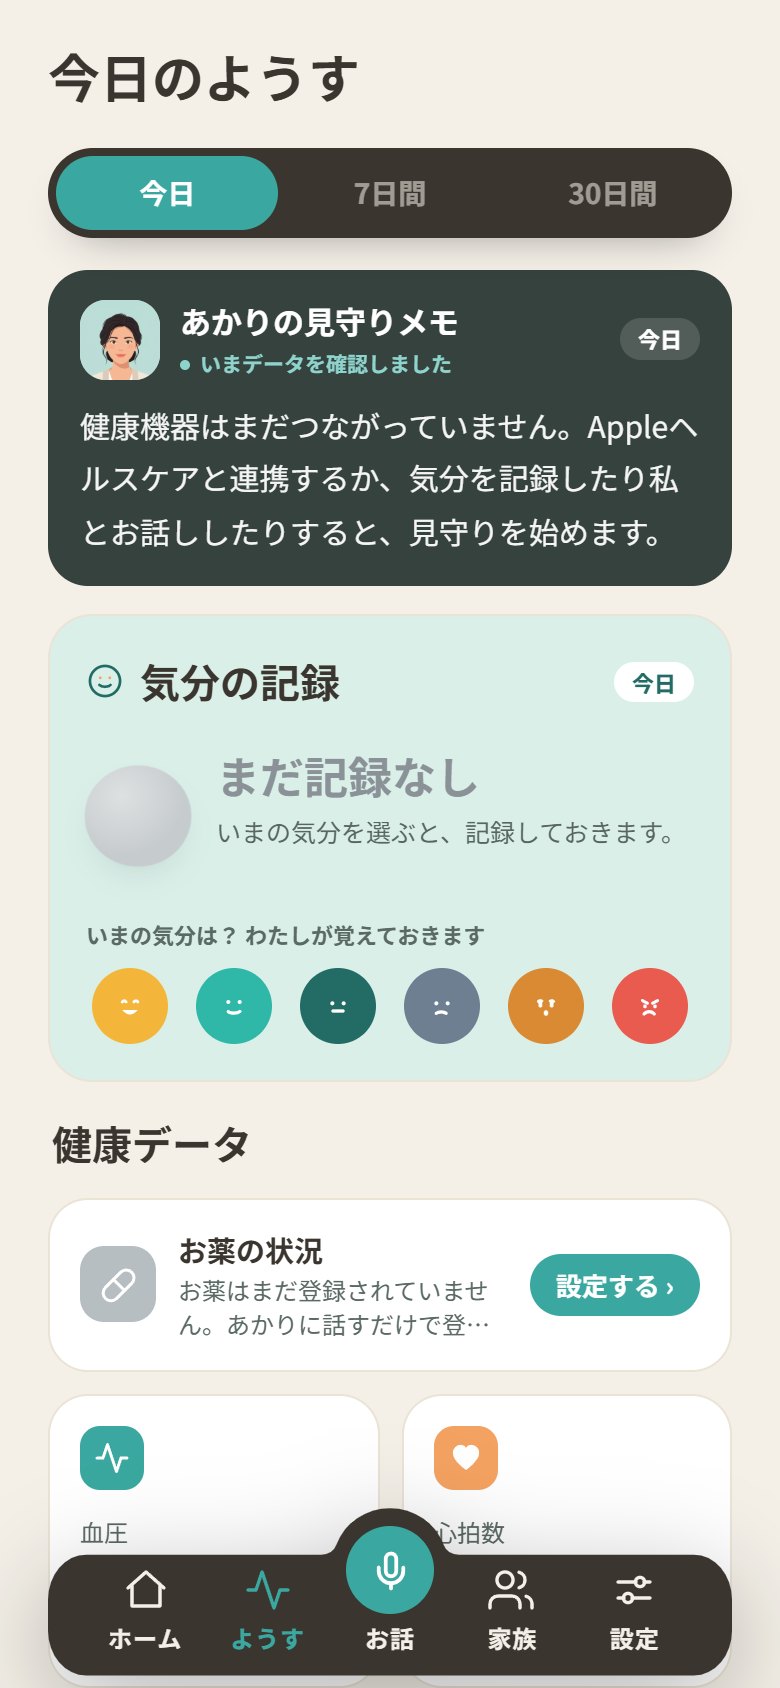 今日のようす
今日
7日間
30日間
あかりの見守りメモ
いまデータを確認しました
今日
健康機器はまだつながっていません。Appleヘ
ルスケアと連携するか、気分を記録したり私
とお話ししたりすると、見守りを始めます。
気分の記録
今日
まだ記録なし
いまの気分を選ぶと、記録しておきます。
いまの気分は？ わたしが覚えておきます
健康データ
お薬の状況
お薬はまだ登録されていませ
ん。あかりに話すだけで登…
設定する ›
血圧
心拍数
ホーム
ようす
お話
家族
設定